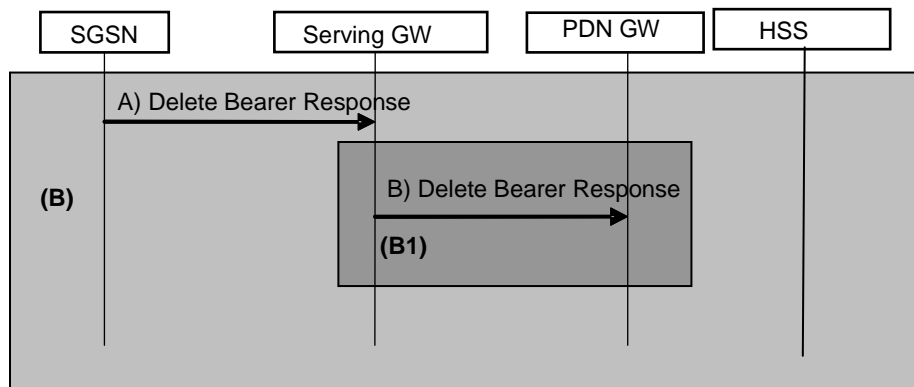 SGSN
Serving GW
PDN GW
HSS
A) Delete Bearer Response
(B)
B) Delete Bearer Response
(B1)